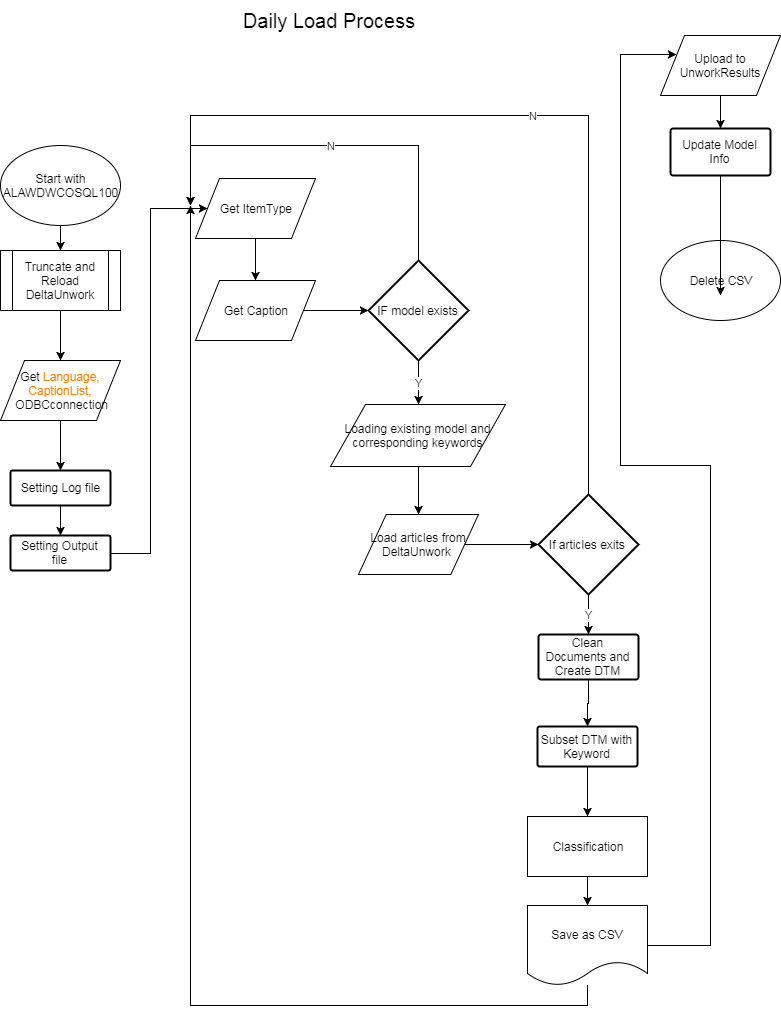 Daily Load Process
Start with
ALAWDWCOSQL100
Truncate and
Reload
DeltaUnwork
Get Language,
CaptionList,
ODBCconnection
Setting Log file
Setting Output
file
N
N
Get ItemType
Get Caption
IF model exists
Y
Loading existing model and
corresponding keywords
Load articles from
DeltaUnwork
If articles exits
Y
Clean
Documents and
Create DTM
Subset DTM with
Keyword
Classification
Save as CSV
Upload to
UnworkResults
Update Model
Info
Delete CSV